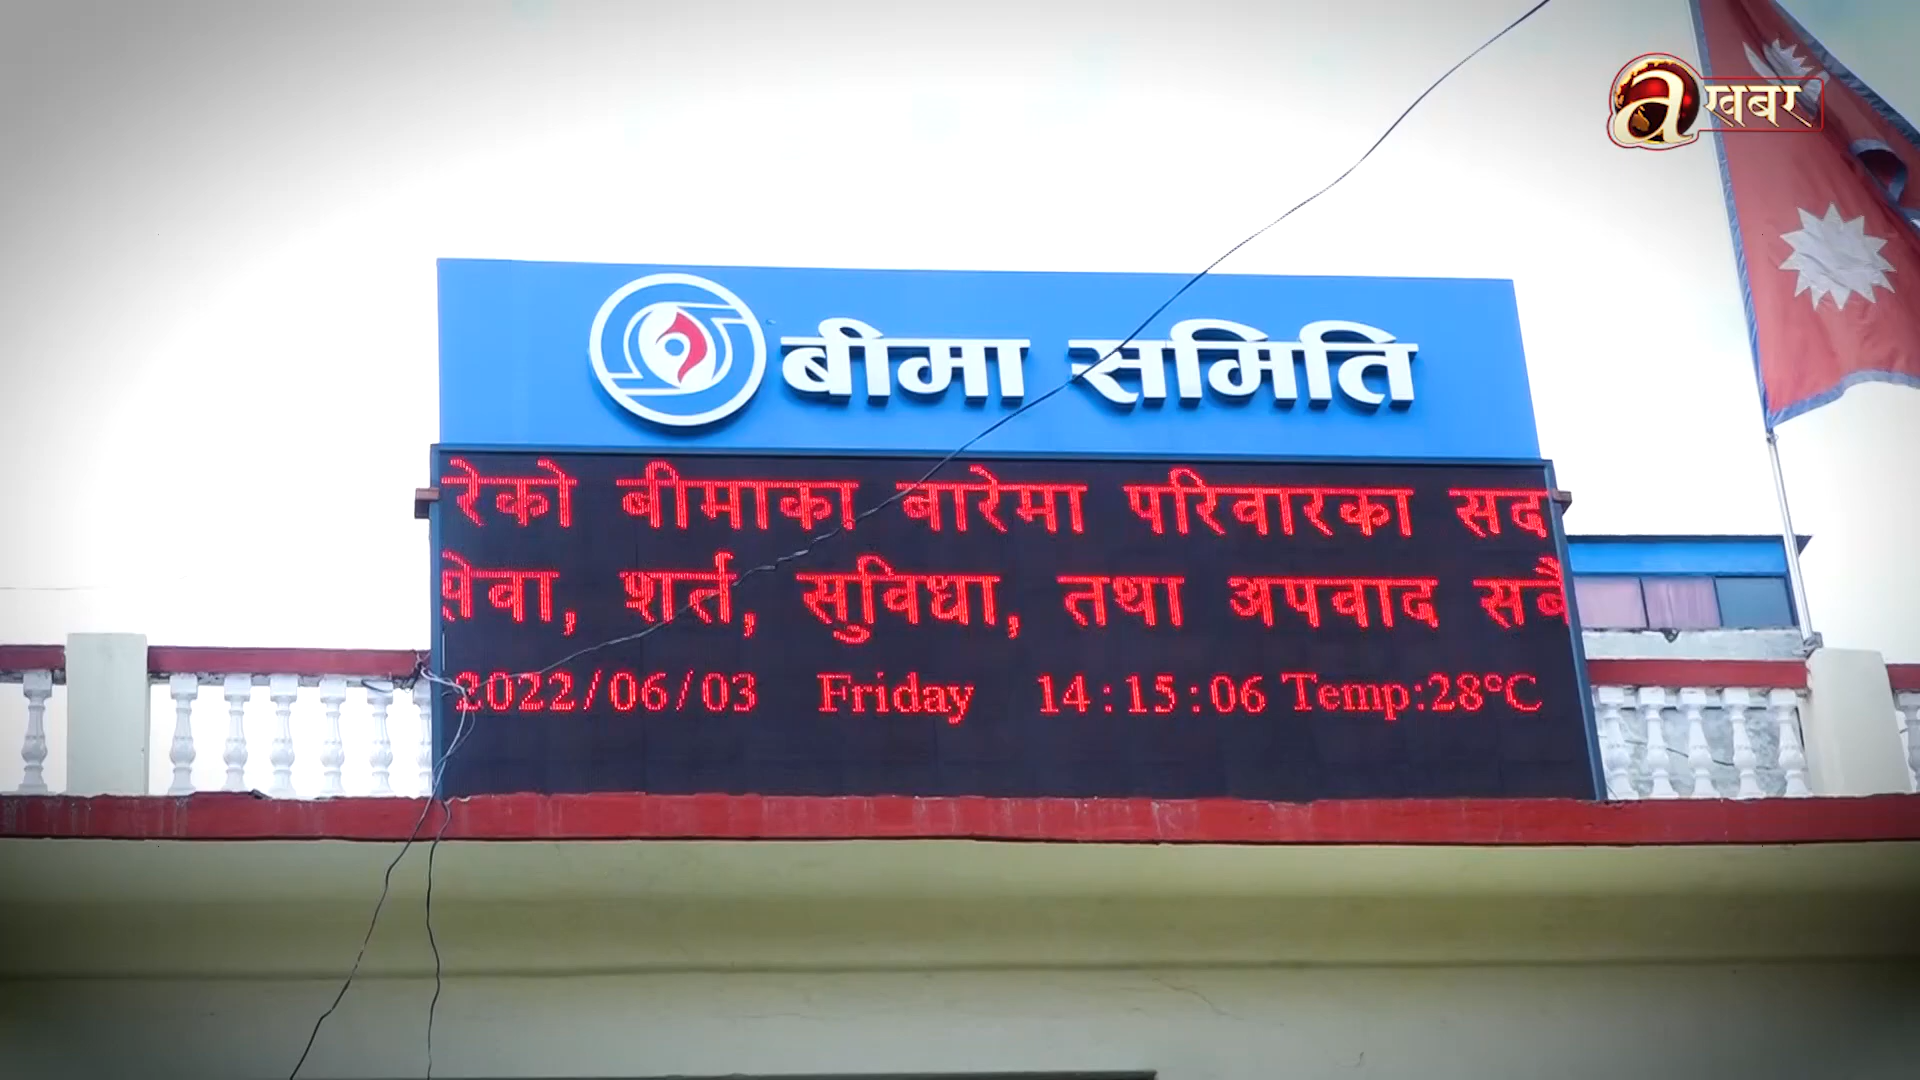 a खबर
बीमा समिति
रेको बीमाका बारेमा परिवारका सद
सेवा, शर्त, सुविधा, तथा अपवाद सबै
2022/06/03 Friday 14:15:06 Temp:28°C